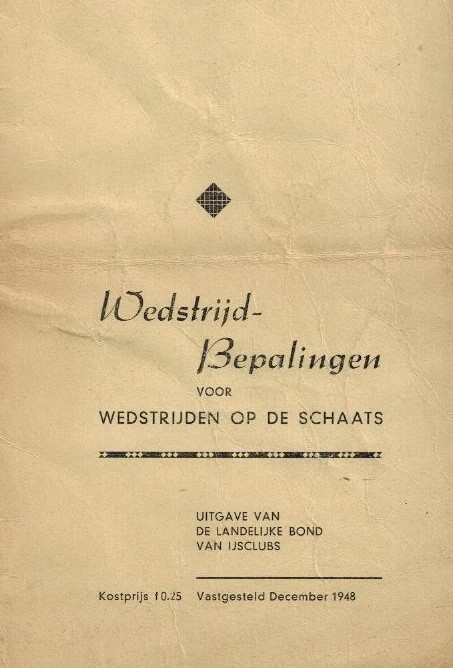 Wedstrijd-
Bepalingen
VOOR
WEDSTRIJDEN OP DE SCHAATS
UITGAVE VAN
DE LANDELIJKE BOND
VAN IJSCLUBS
Kostprijs f 0.25 Vastgesteld December 1948